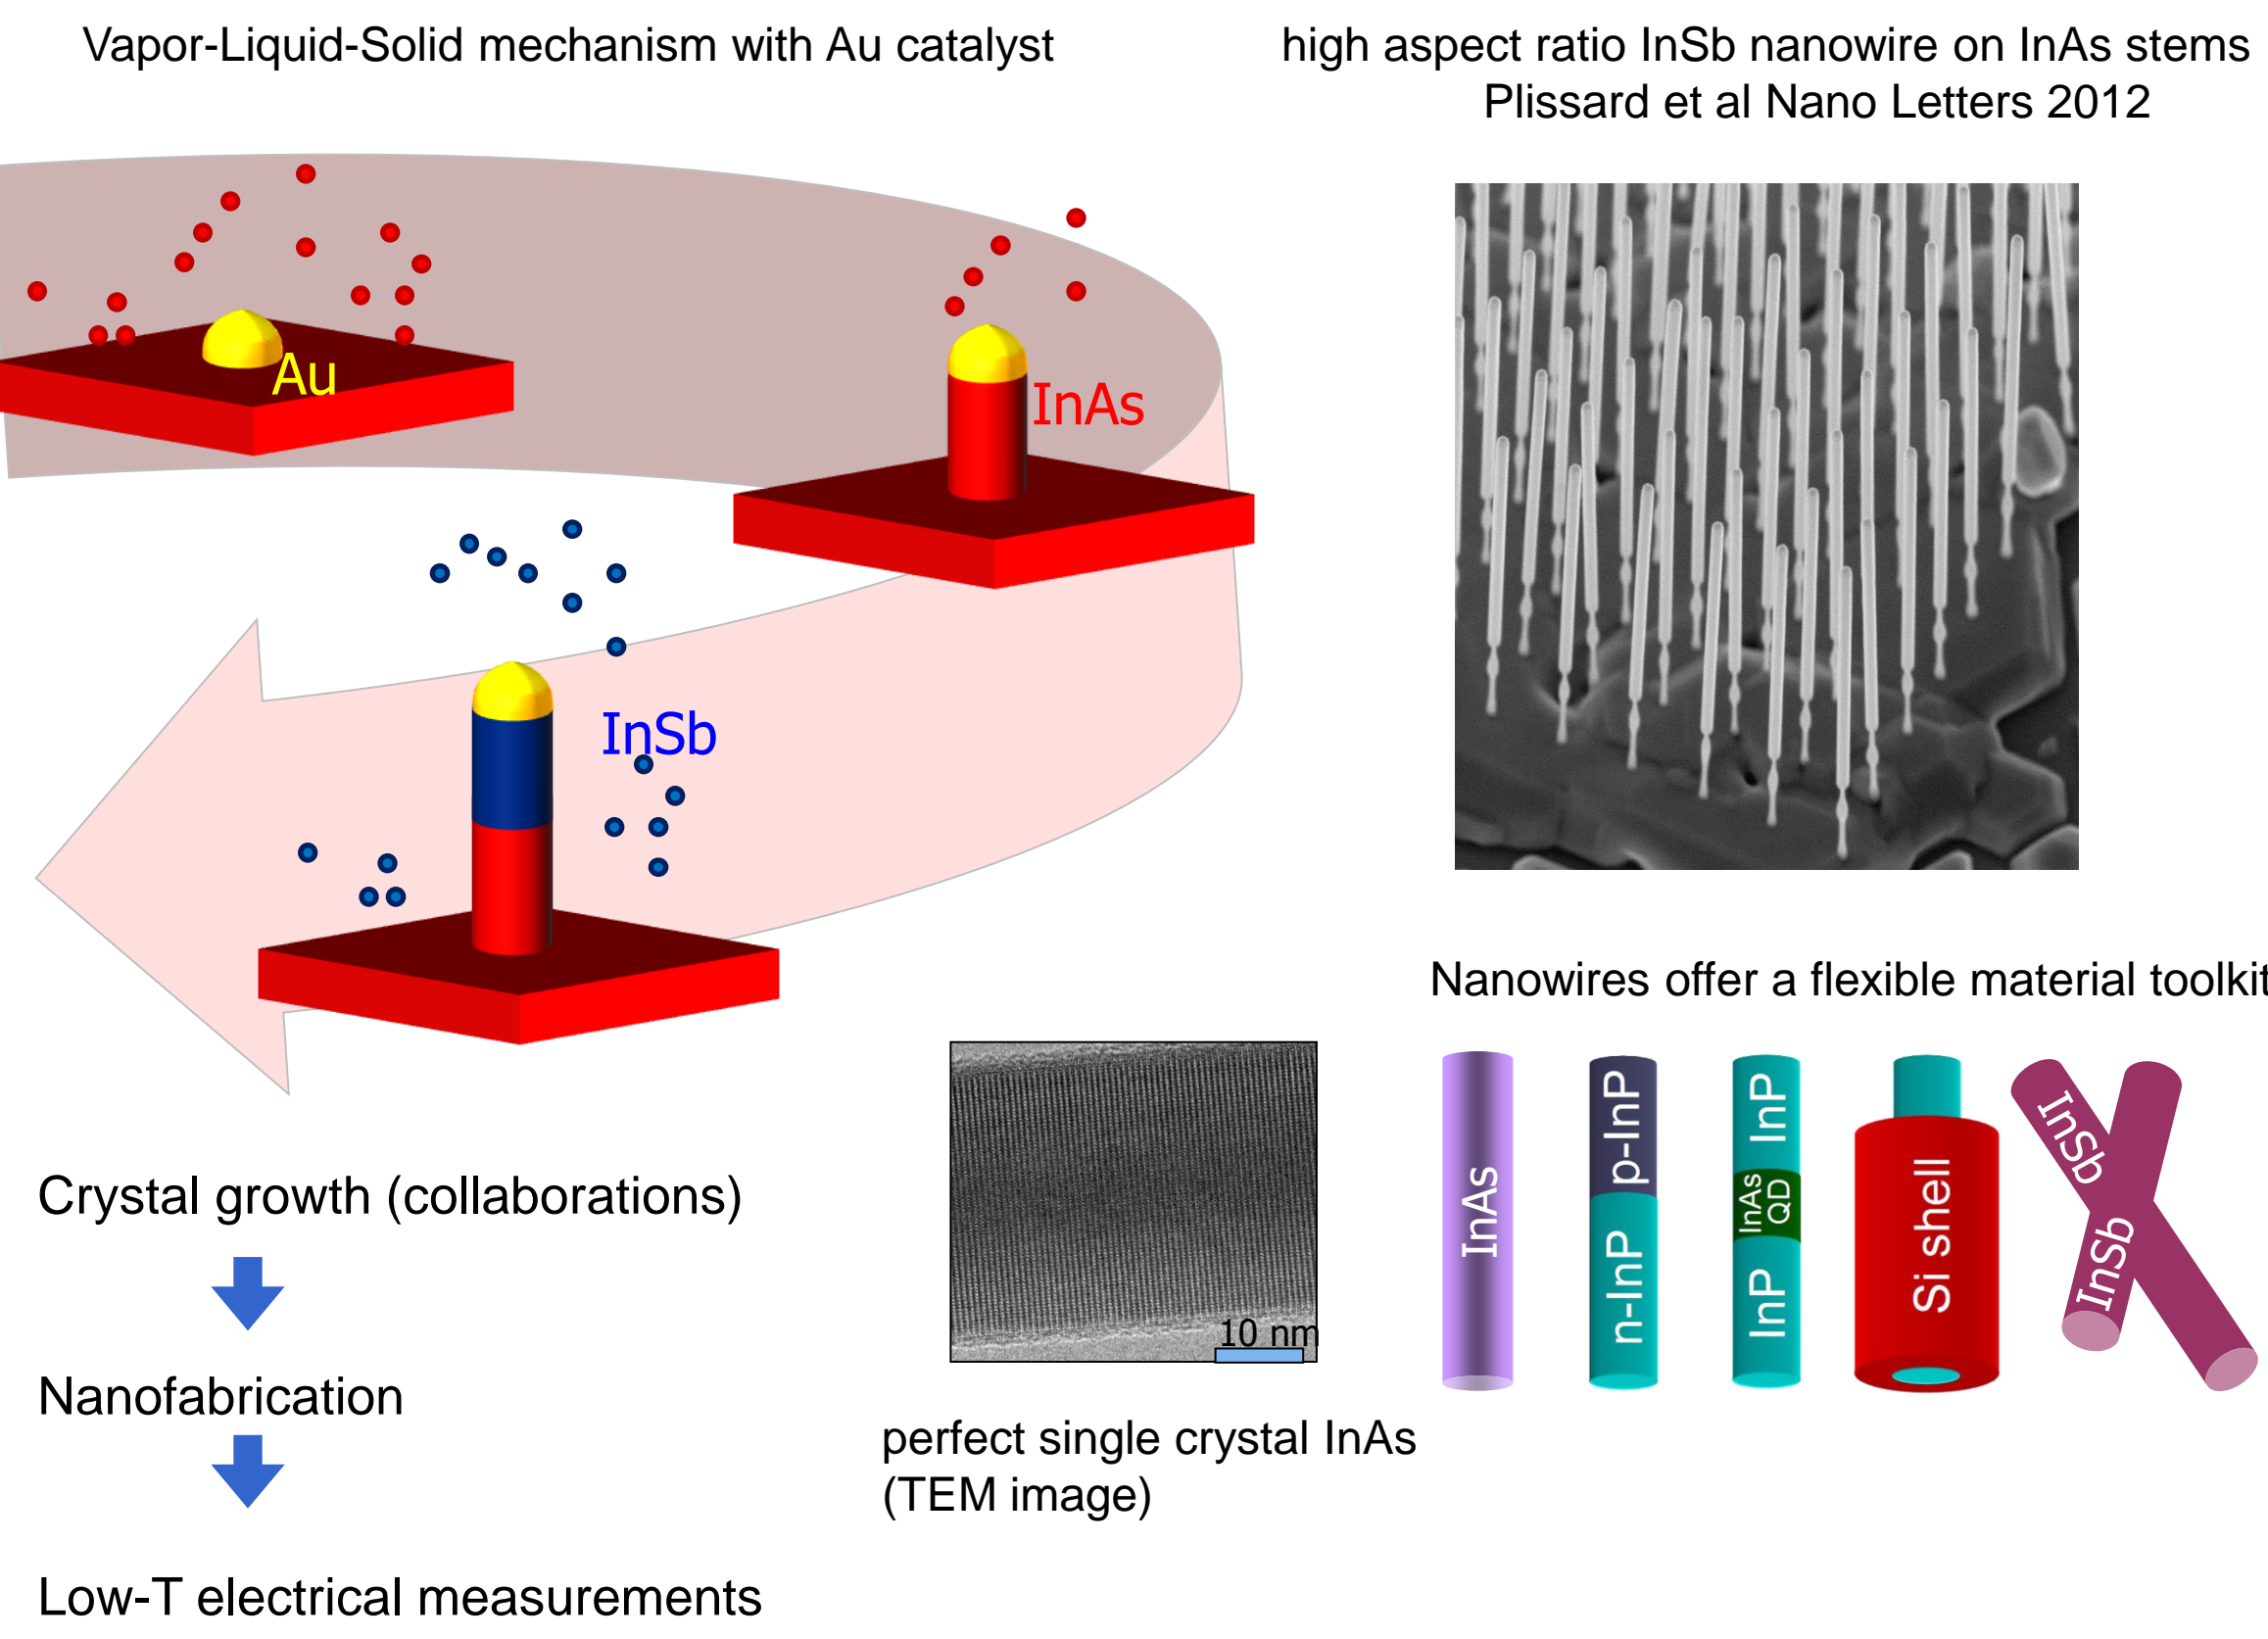 Vapor-Liquid-Solid mechanism with Au catalyst
high aspect ratio InSb nanowire on InAs stems
Plissard et al Nano Letters 2012
Au
InAs
InSb
Nanowires offer a flexible material toolkit
InAs
p-InP
n-InP
InP
InAs
QD
InP
Si shell
InSb
InSb
10 nm
perfect single crystal InAs
(TEM image)
Crystal growth (collaborations)
Nanofabrication
Low-T electrical measurements